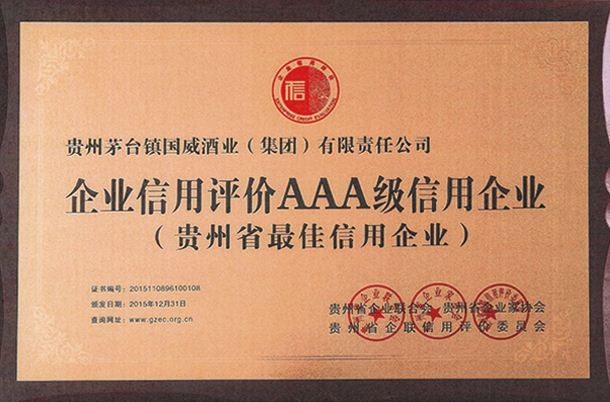 信
贵州茅台镇国威酒业（集团）有限责任公司
企业信用评价AAA级信用企业
（贵州省最佳信用企业）
证书编号：2015110896100108
颁发日期：2015年12月31日
查询网址：www.gzec.org.cn
贵州省企业联合会 贵州省企业家协会
贵州省企联信用评价委员会